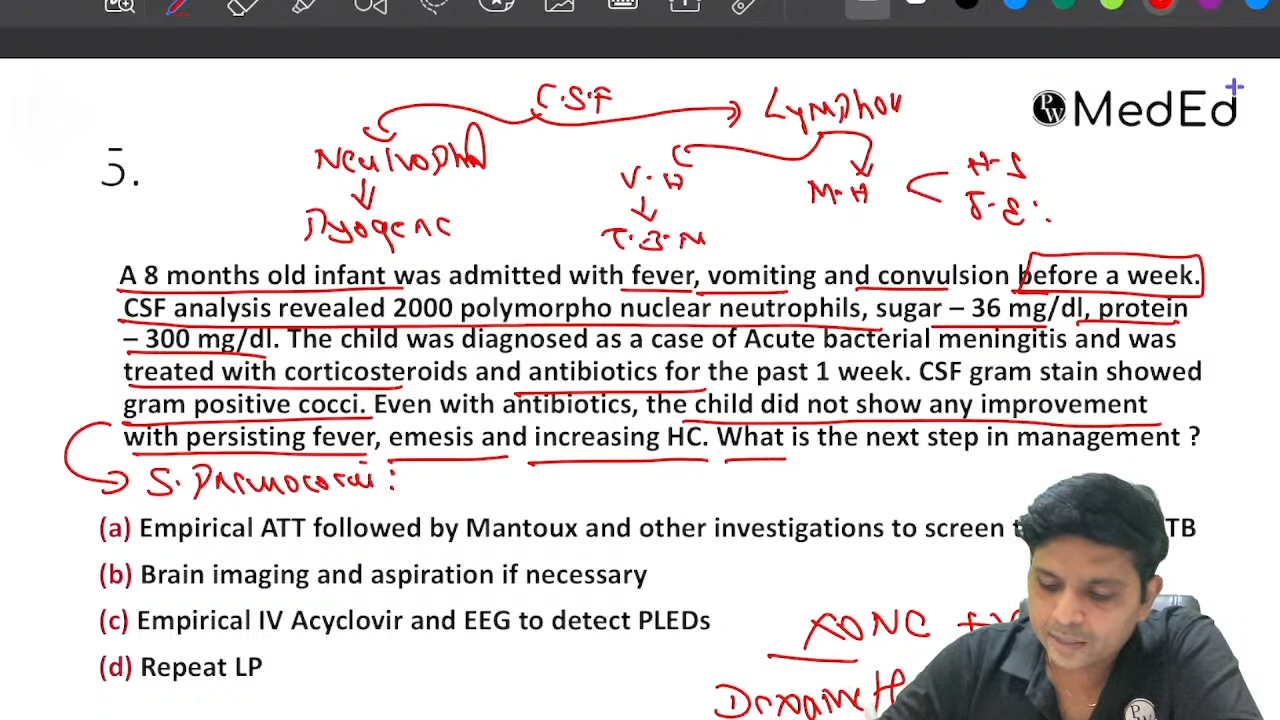 C.S.F
Lymphou
PW MedEd
Neutrophil
V.H
M.H
H.S
J.E.
Pyogenic
T.B.M
5.
A 8 months old infant was admitted with fever, vomiting and convulsion before a week.
CSF analysis revealed 2000 polymorpho nuclear neutrophils, sugar – 36 mg/dl, protein
– 300 mg/dl. The child was diagnosed as a case of Acute bacterial meningitis and was
treated with corticosteroids and antibiotics for the past 1 week. CSF gram stain showed
gram positive cocci. Even with antibiotics, the child did not show any improvement
with persisting fever, emesis and increasing HC. What is the next step in management ?
S.
(a) Empirical ATT followed by Mantoux and other investigations to screen TB
(b) Brain imaging and aspiration if necessary
(c) Empirical IV Acyclovir and EEG to detect PLEDs
(d) Repeat LP